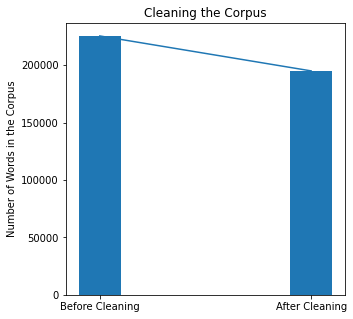 Cleaning the Corpus
Number of Words in the Corpus
200000
150000
100000
50000
0
Before Cleaning
After Cleaning